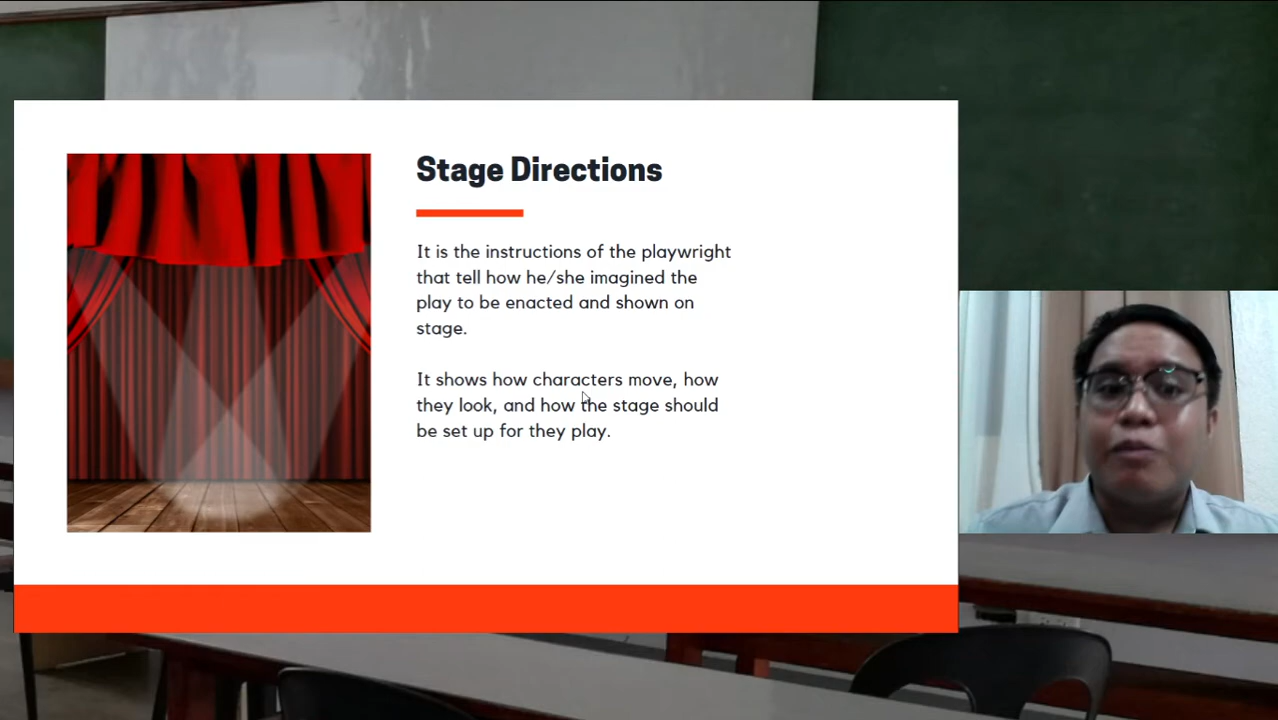 Stage Directions
It is the instructions of the playwright
that tell how he/she imagined the
play to be enacted and shown on
stage.
It shows how characters move, how
they look, and how the stage should
be set up for they play.